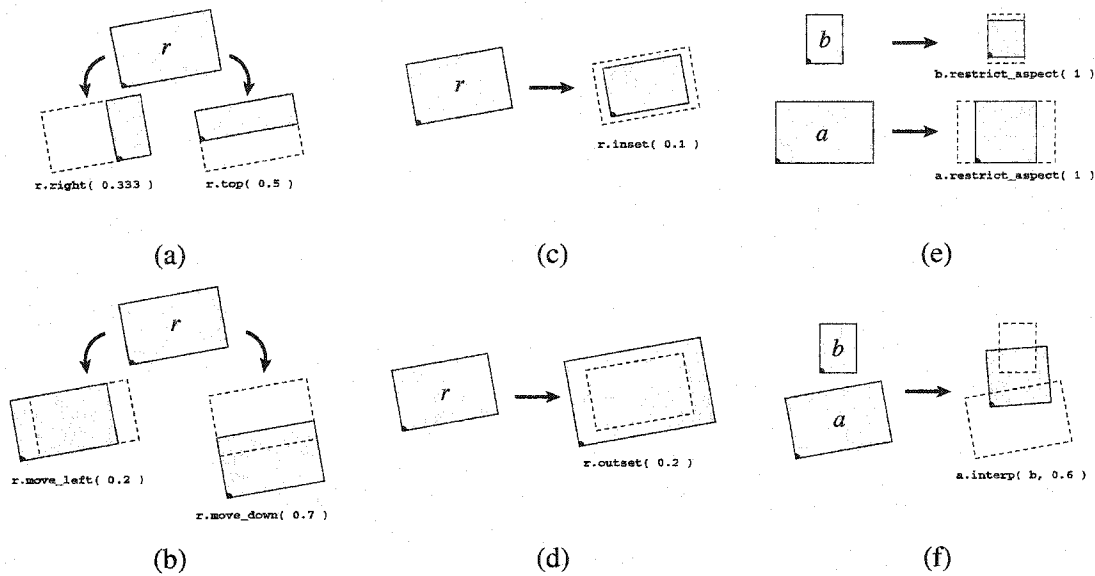 r
r.right( 0.333 )
r.top( 0.5 )
(a)
r
r.inset( 0.1 )
(c)
b
b.restrict_aspect( 1 )
a
a.restrict_aspect( 1 )
(e)
r
r.move_left( 0.2 )
r.move_down( 0.7 )
(b)
r
r.outset( 0.2 )
(d)
b
a
a.interp( b, 0.6 )
(f)